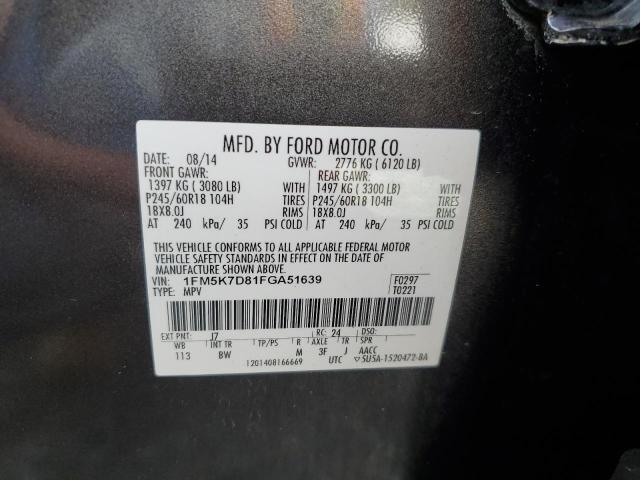 MFD. BY FORD MOTOR CO.
DATE: 08/14 GVWR: 2776 KG ( 6120 LB)
FRONT GAWR: REAR GAWR:
1397 KG ( 3080 LB) WITH 1497 KG ( 3300 LB) WITH
P245/60R18 104H TIRES P245/60R18 104H TIRES
18X8.0J RIMS 18X8.0J RIMS
AT 240 kPa/ 35 PSI COLD AT 240 kPa/ 35 PSI COLD
THIS VEHICLE CONFORMS TO ALL APPLICABLE FEDERAL MOTOR
VEHICLE SAFETY STANDARDS IN EFFECT ON THE DATE OF
MANUFACTURE SHOWN ABOVE.
VIN: 1FM5K7D81FGA51639 F0297
TYPE: MPV T0221
EXT PNT: J7 RC: 24 DSO:
WB INT TR TP/PS R AXLE TR SPR
113 BW M 3F J AACC
1201408166669 UTC 5U5A-1520472-BA